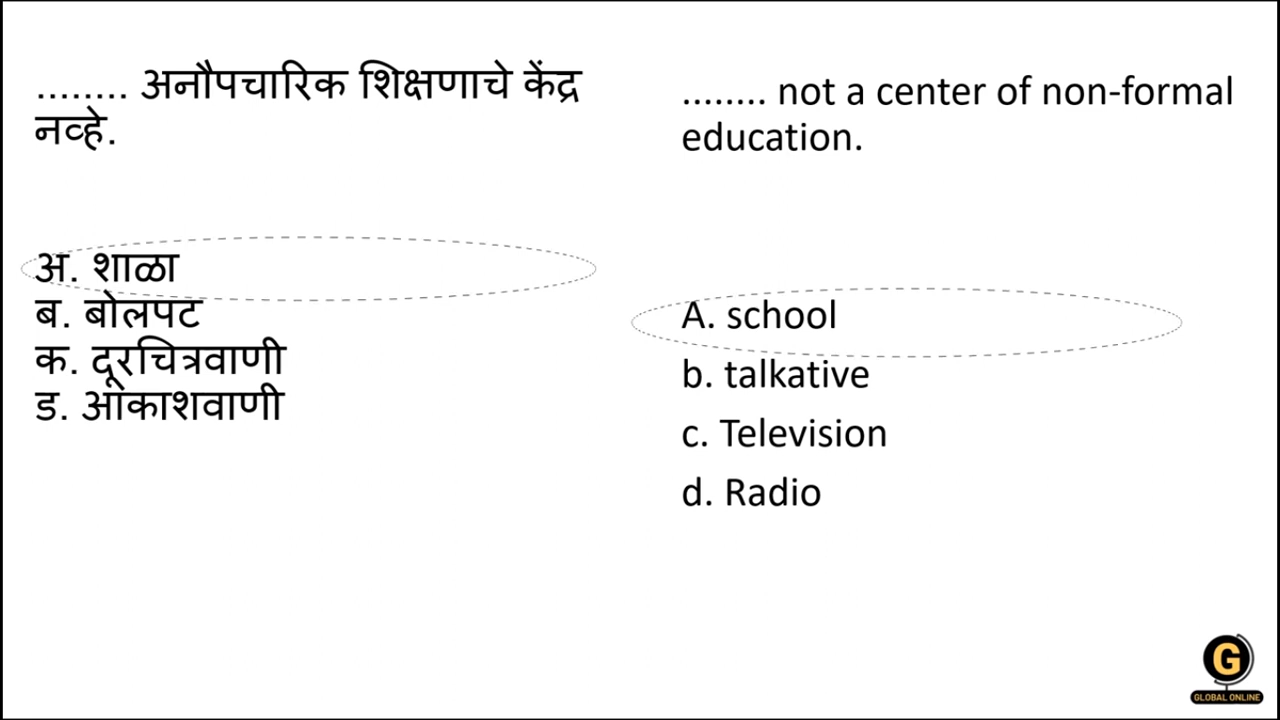 ........ अनौपचारिक शिक्षणाचे केंद्र
नव्हे.
अ. शाळा
ब. बोलपट
क. दूरचित्रवाणी
ड. आकाशवाणी
........ not a center of non-formal
education.
A. school
b. talkative
c. Television
d. Radio
G
GLOBAL ONLINE